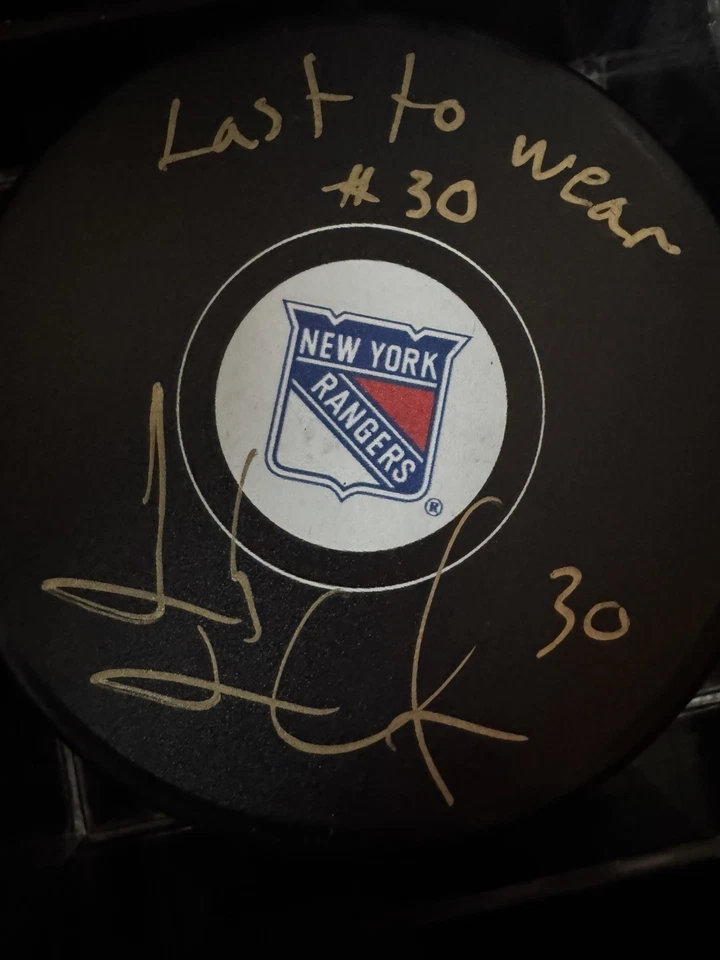 Last to wear
#30
NEW YORK
RANGERS
®
30